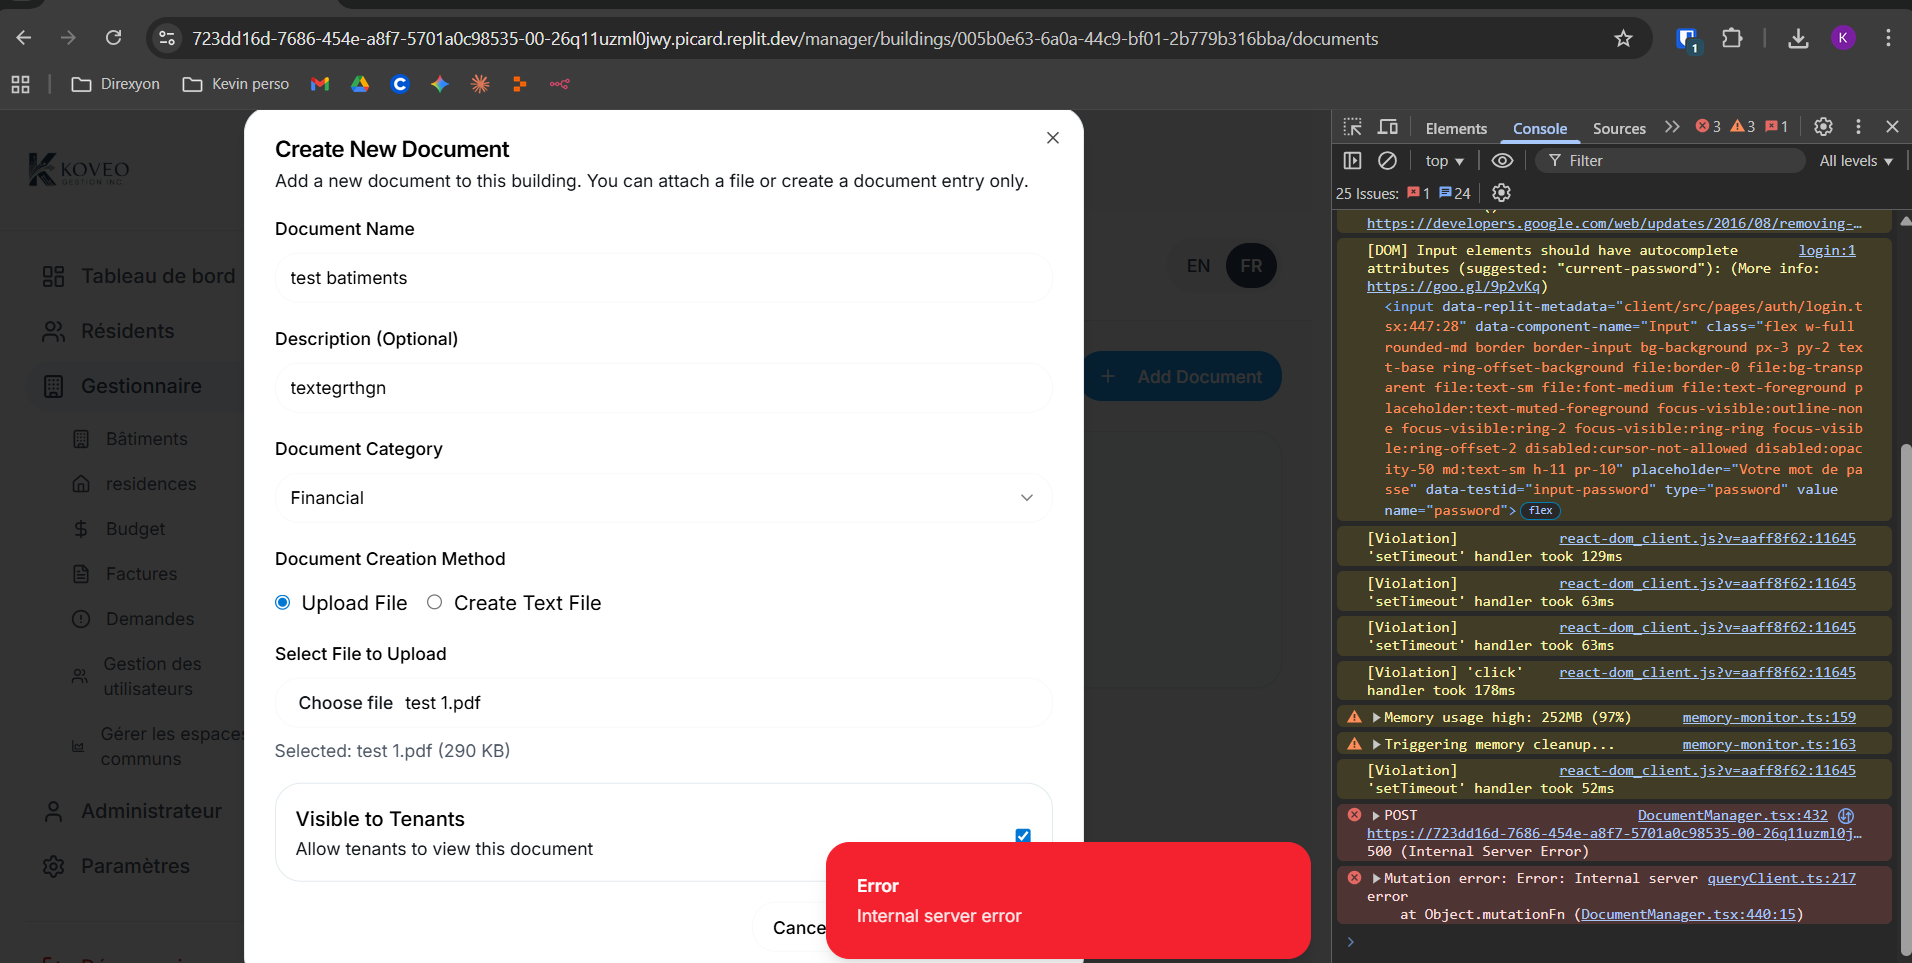 723dd16d-7686-454e-a8f7-5701a0c98535-00-26q11uzml0jwy.picard.replit.dev/manager/buildings/005b0e63-6a0a-44c9-bf01-2b779b316bba/documents
1
K
Direxyon
Kevin perso
KOVEO
GESTION INC.
Tableau de bord
Résidents
Gestionnaire
Bâtiments
residences
Budget
Factures
Demandes
Gestion des
utilisateurs
Gérer les espaces
communs
Administrateur
Paramètres
EN
FR
+ Add Document
Create New Document
Add a new document to this building. You can attach a file or create a document entry only.
Document Name
test batiments
Description (Optional)
textegrthgn
Document Category
Financial
Document Creation Method
Upload File
Create Text File
Select File to Upload
Choose file test 1.pdf
Selected: test 1.pdf (290 KB)
Visible to Tenants
Allow tenants to view this document
Cance
Error
Internal server error
Elements
Console
Sources
3
3
1
top
Filter
All levels
25 Issues: 1 24
https://developers.google.com/web/updates/2016/08/removing-…
[DOM] Input elements should have autocomplete login:1
attributes (suggested: "current-password"): (More info:
https://goo.gl/9p2vKq)
<input data-replit-metadata="client/src/pages/auth/login.t
sx:447:28" data-component-name="Input" class="flex w-full
rounded-md border border-input bg-background px-3 py-2 tex
t-base ring-offset-background file:border-0 file:bg-transp
arent file:text-sm file:font-medium file:text-foreground p
laceholder:text-muted-foreground focus-visible:outline-non
e focus-visible:ring-2 focus-visible:ring-ring focus-visib
le:ring-offset-2 disabled:cursor-not-allowed disabled:opac
ity-50 md:text-sm h-11 pr-10" placeholder="Votre mot de pa
sse" data-testid="input-password" type="password" value
name="password"> flex
[Violation] react-dom_client.js?v=aaff8f62:11645
'setTimeout' handler took 129ms
[Violation] react-dom_client.js?v=aaff8f62:11645
'setTimeout' handler took 63ms
[Violation] react-dom_client.js?v=aaff8f62:11645
'setTimeout' handler took 63ms
[Violation] 'click' react-dom_client.js?v=aaff8f62:11645
handler took 178ms
Memory usage high: 252MB (97%) memory-monitor.ts:159
Triggering memory cleanup... memory-monitor.ts:163
[Violation] react-dom_client.js?v=aaff8f62:11645
'setTimeout' handler took 52ms
POST DocumentManager.tsx:432
https://723dd16d-7686-454e-a8f7-5701a0c98535-00-26q11uzml0j…
500 (Internal Server Error)
Mutation error: Error: Internal server queryClient.ts:217
error
at Object.mutationFn (DocumentManager.tsx:440:15)